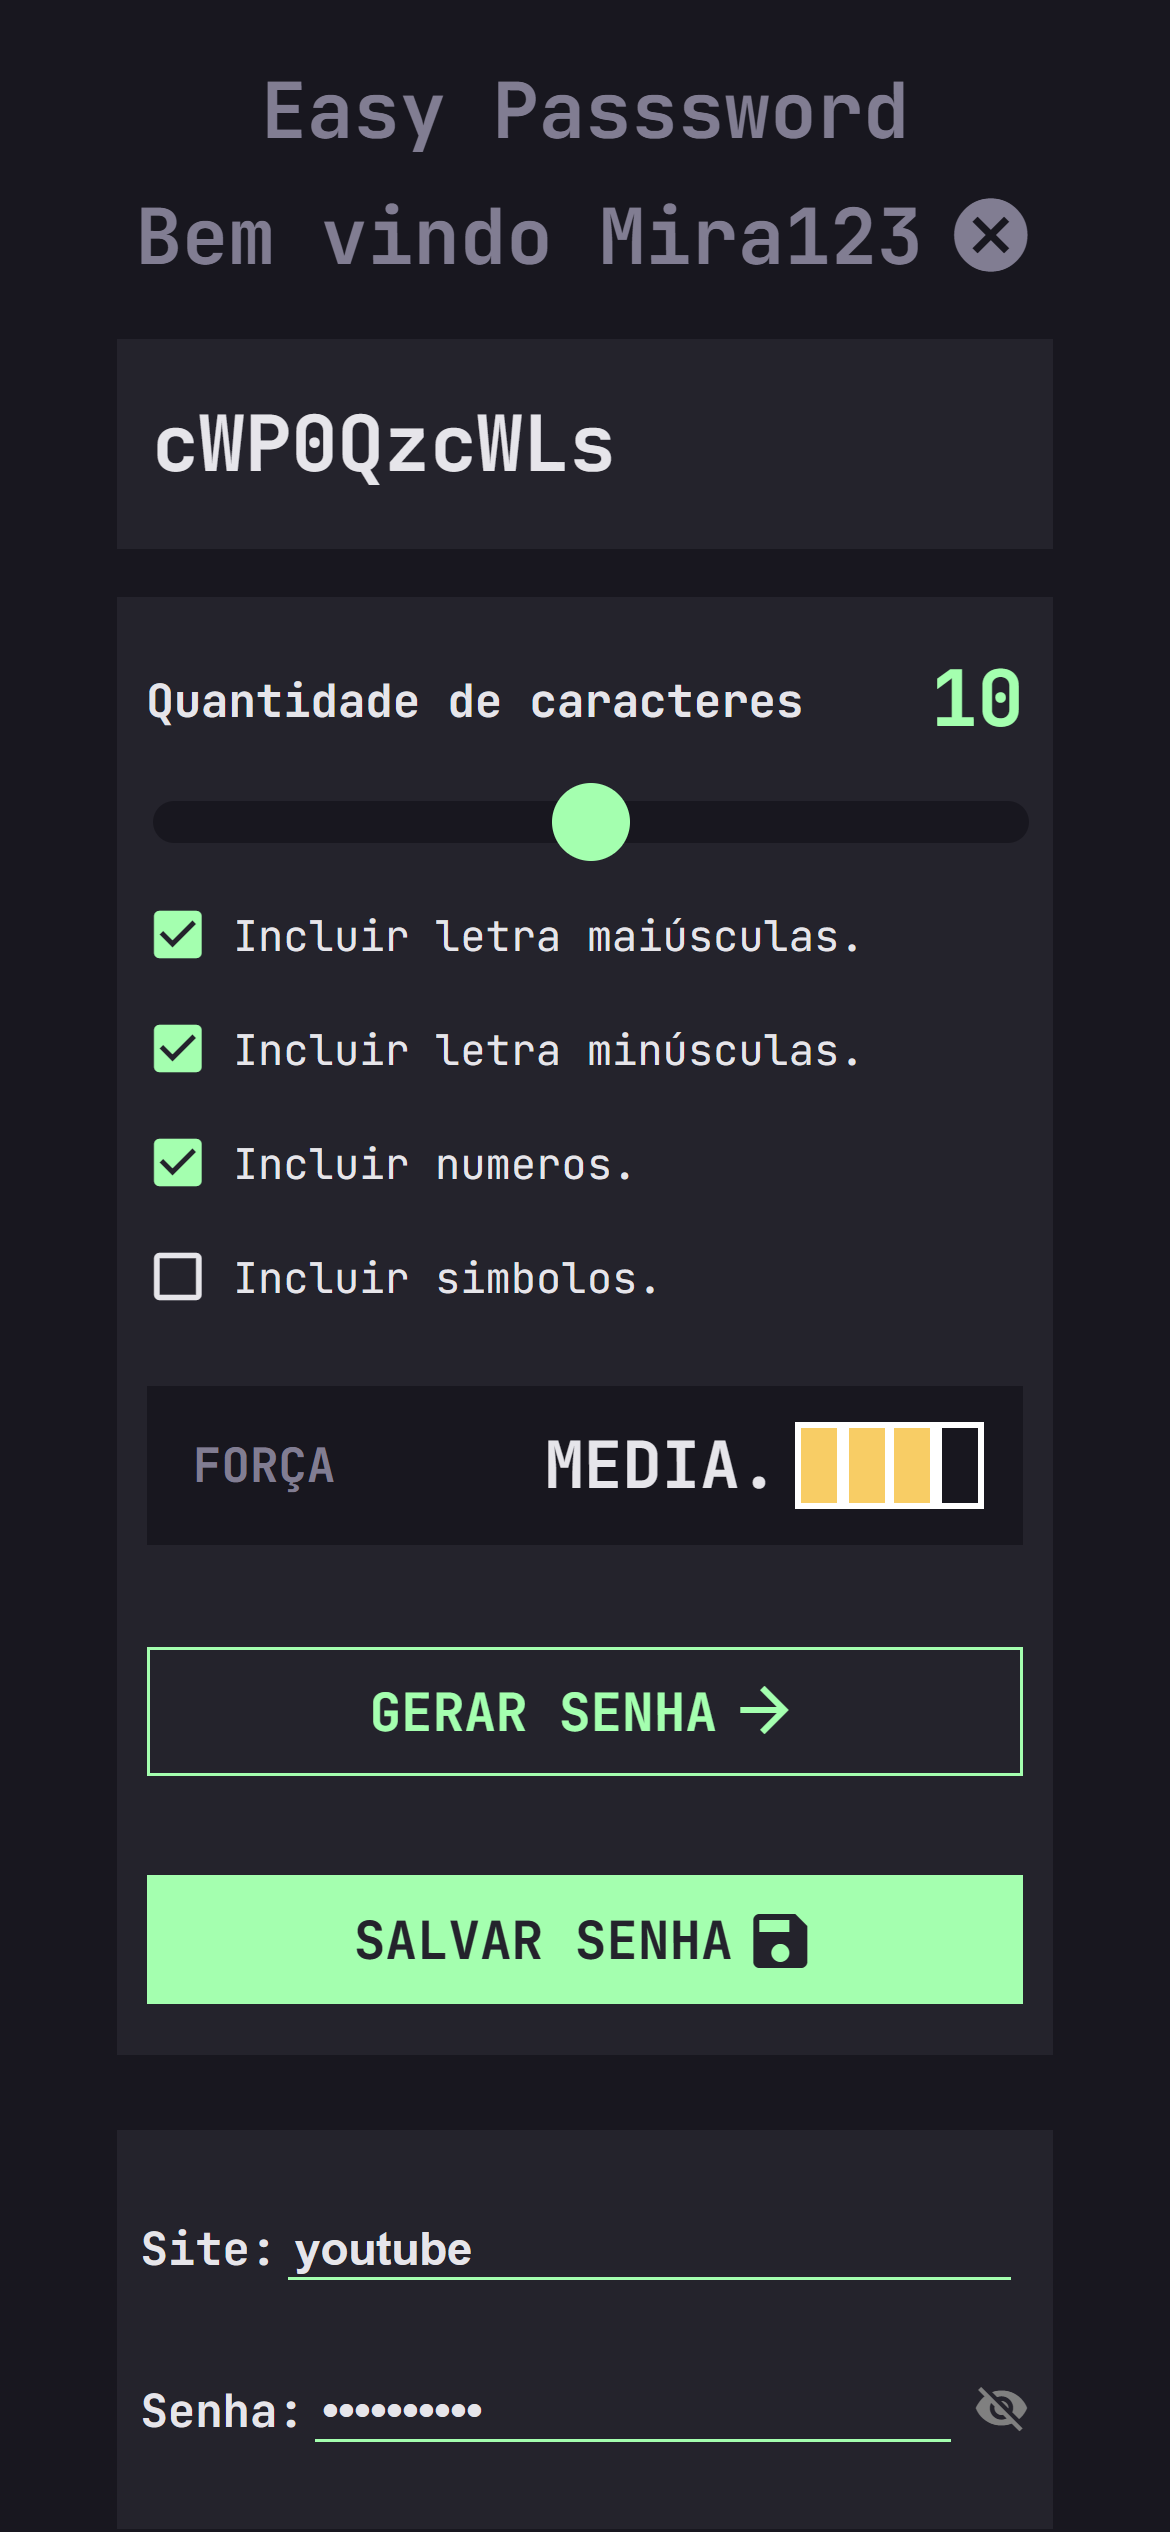 Easy Passsword
Bem vindo Mira123
cWP0QzcWLs
Quantidade de caracteres 10
Incluir letra maiúsculas.
Incluir letra minúsculas.
Incluir numeros.
Incluir simbolos.
FORÇA MEDIA.
GERAR SENHA
SALVAR SENHA
Site: youtube
Senha: ••••••••••